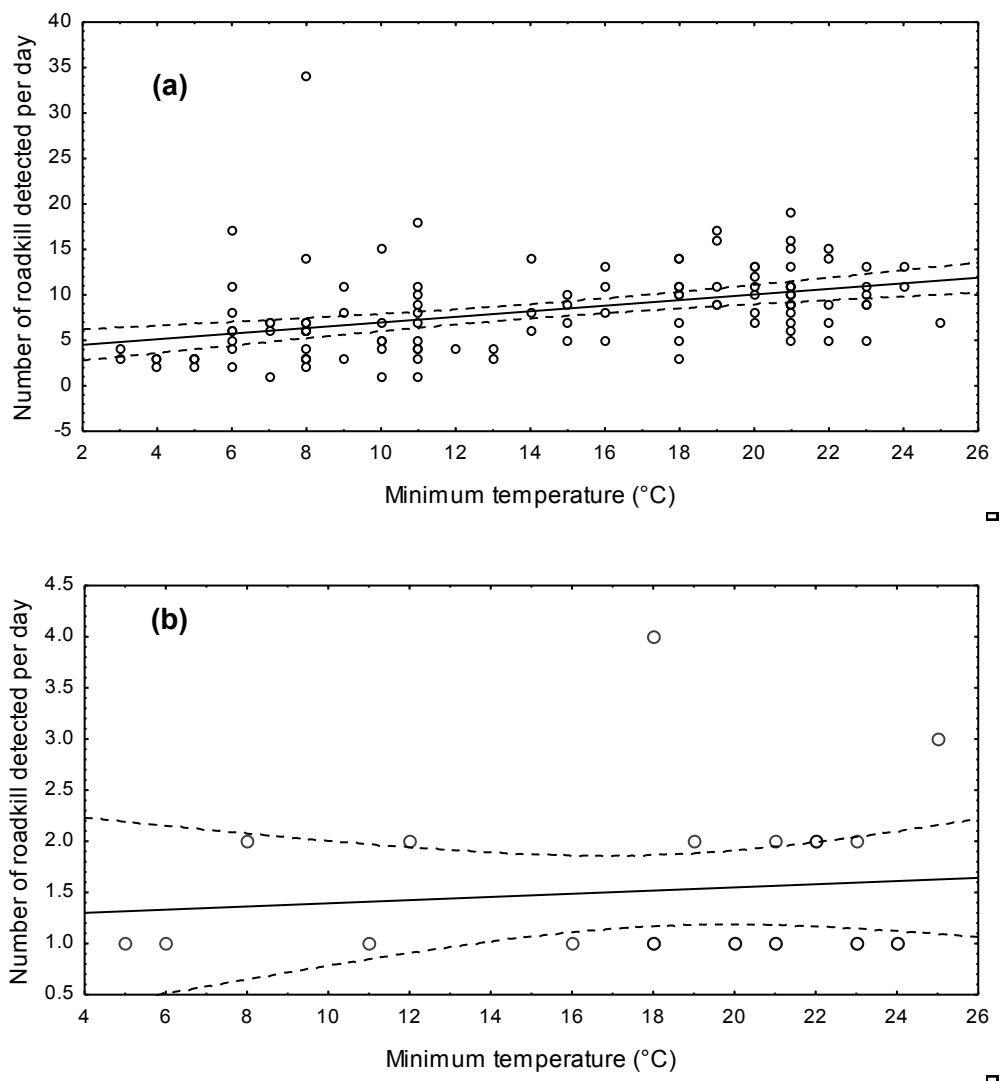 (a)
Number of roadkill detected per day
40
35
30
25
20
15
10
5
0
-5
2 4 6 8 10 12 14 16 18 20 22 24 26
Minimum temperature (°C)
(b)
Number of roadkill detected per day
4.5
4.0
3.5
3.0
2.5
2.0
1.5
1.0
0.5
4 6 8 10 12 14 16 18 20 22 24 26
Minimum temperature (°C)